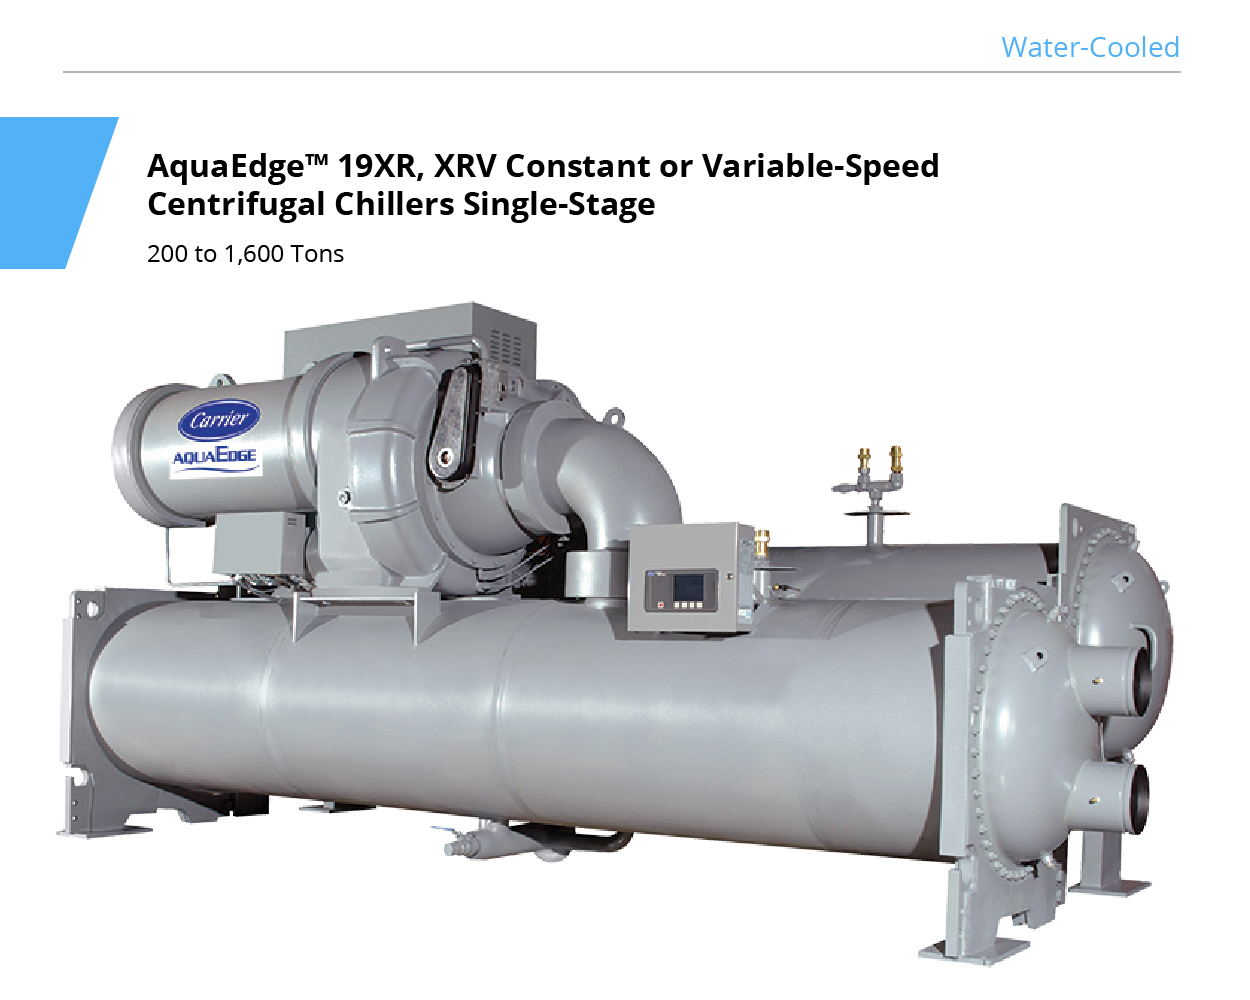 Water-Cooled
AquaEdge™ 19XR, XRV Constant or Variable-Speed
Centrifugal Chillers Single-Stage
200 to 1,600 Tons
Carrier
AQUAEDGE